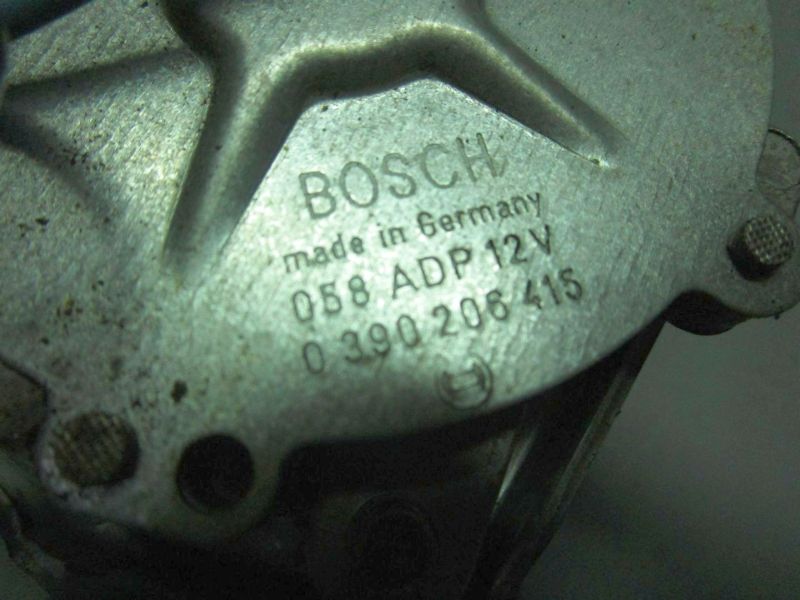 BOSCH
made in Germany
058 ADP 12V
0 390 206 415